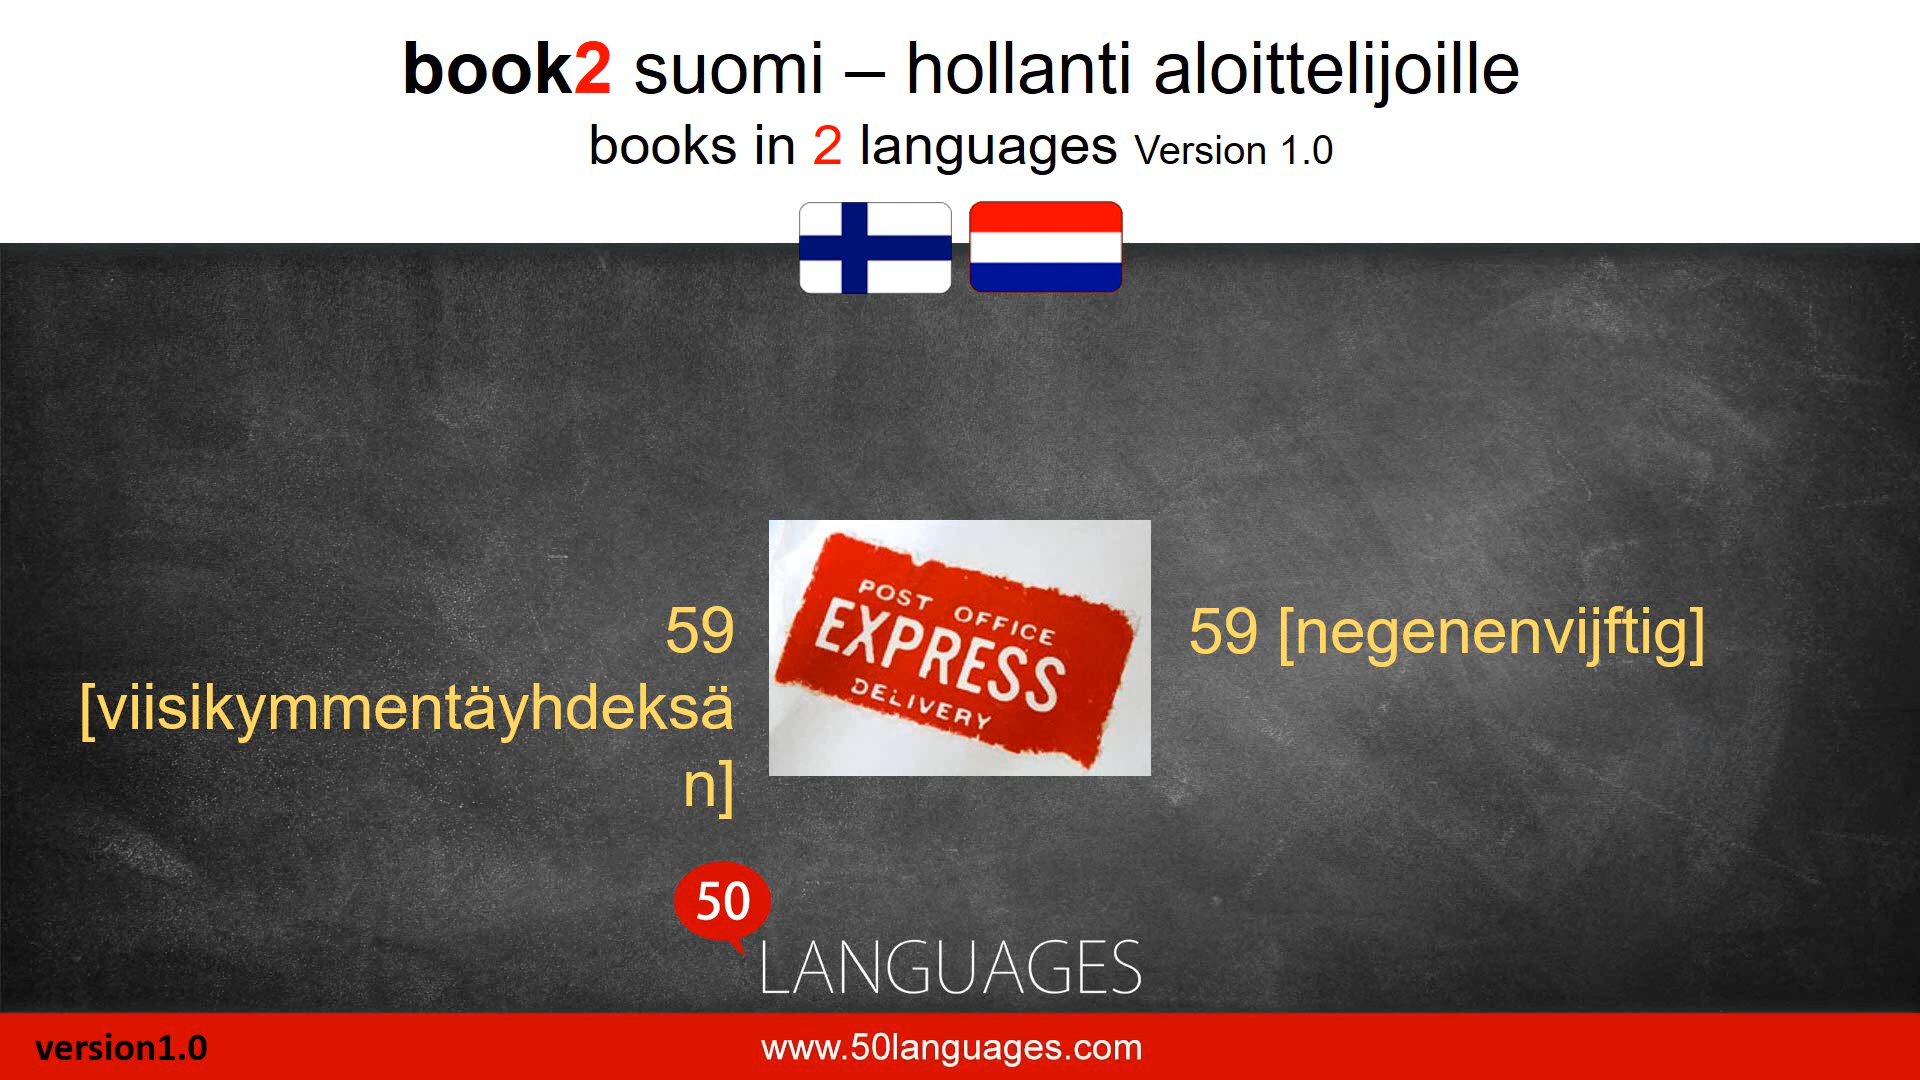 book2 suomi – hollanti aloittelijoille
books in 2 languages Version 1.0
59
[viisikymmentäyhdeksä
n]
POST OFFICE
EXPRESS
DELIVERY
59 [negenenvijftig]
50
LANGUAGES
version1.0
www.50languages.com